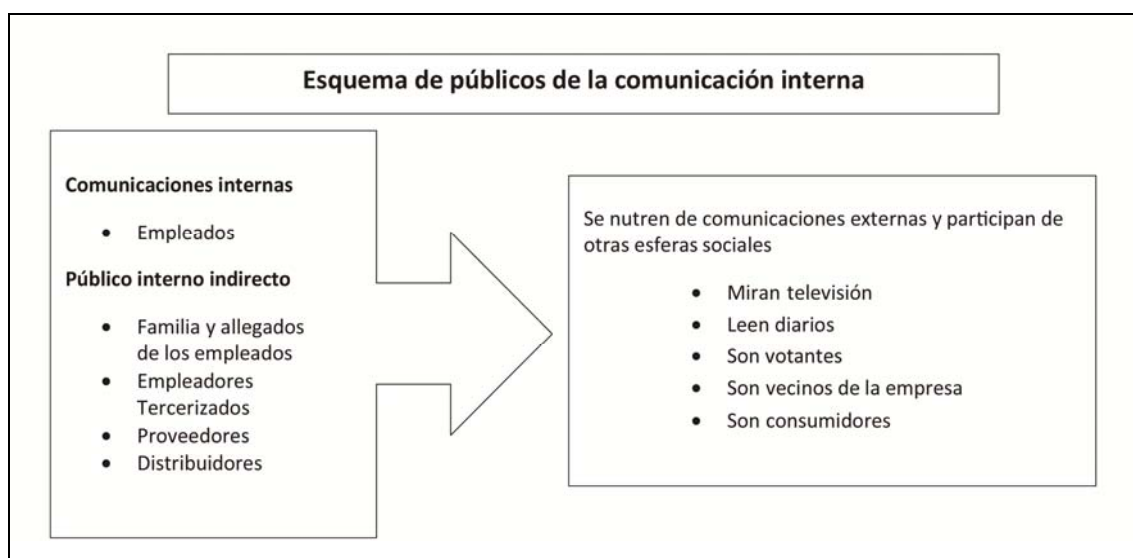 Esquema de públicos de la comunicación interna
Comunicaciones internas
• Empleados
Público interno indirecto
• Familia y allegados
de los empleados
• Empleadores
Tercerizados
• Proveedores
• Distribuidores
Se nutren de comunicaciones externas y participan de
otras esferas sociales
• Miran televisión
• Leen diarios
• Son votantes
• Son vecinos de la empresa
• Son consumidores